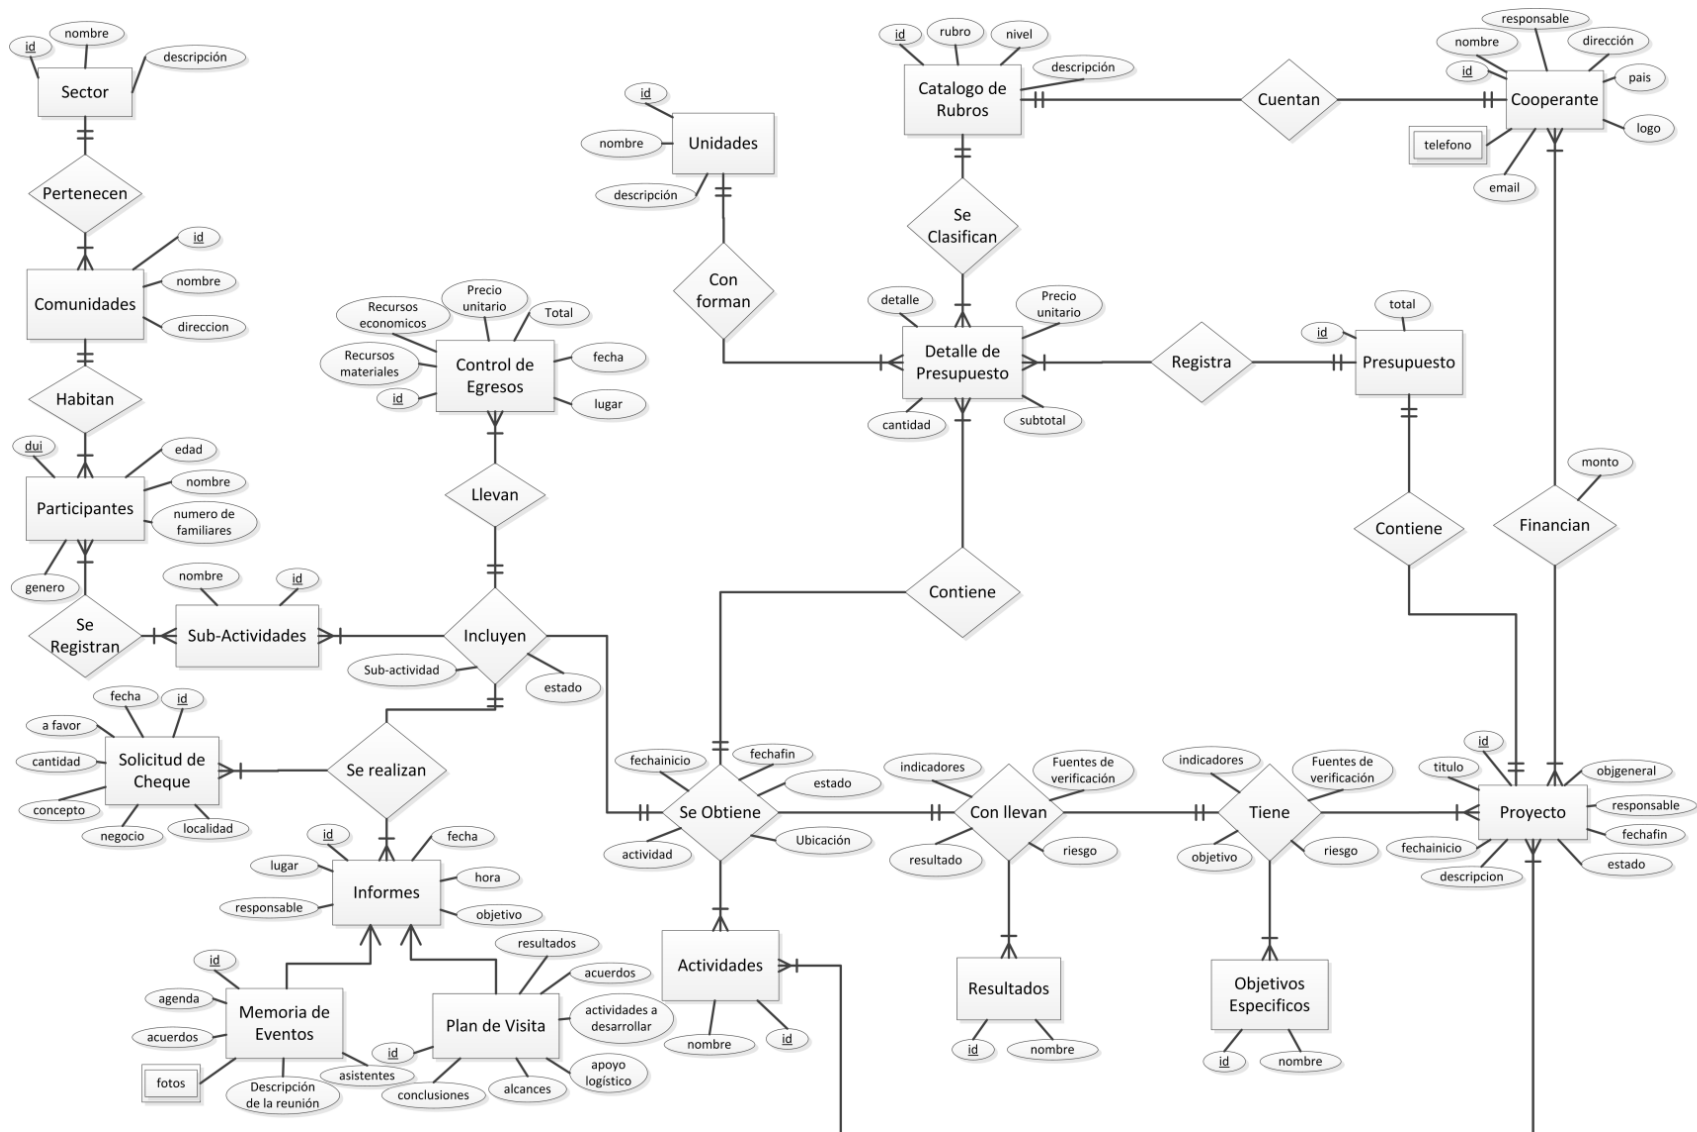 id
nombre
descripción
Sector
Pertenecen
id
nombre
direccion
Comunidades
Habitan
dui
edad
nombre
numero de
familiares
genero
Participantes
Se
Registran
nombre
id
Sub-Actividades
Recursos
economicos
Precio
unitario
Total
Recursos
materiales
fecha
id
lugar
Control de
Egresos
Llevan
Incluyen
Sub-actividad
estado
id
nombre
descripción
Unidades
Con
forman
id
rubro
nivel
descripción
Catalogo de
Rubros
Cuentan
responsable
nombre
dirección
id
pais
logo
telefono
email
Cooperante
Se
Clasifican
detalle
Precio
unitario
cantidad
subtotal
Detalle de
Presupuesto
Registra
id
total
Presupuesto
Contiene
monto
Financian
Contiene
fecha
id
a favor
cantidad
concepto
negocio
localidad
Solicitud de
Cheque
Se realizan
id
fecha
lugar
hora
responsable
objetivo
Informes
id
agenda
acuerdos
fotos
Descripción
de la reunión
asistentes
Memoria de
Eventos
resultados
acuerdos
actividades a
desarrollar
id
apoyo
logístico
conclusiones
alcances
Plan de Visita
fechainicio
fechafin
estado
Ubicación
actividad
Se Obtiene
Actividades
nombre
id
indicadores
Fuentes de
verificación
resultado
riesgo
Con llevan
Resultados
id
nombre
indicadores
Fuentes de
verificación
objetivo
riesgo
Tiene
Objetivos
Especificos
id
nombre
id
titulo
objgeneral
responsable
fechafin
fechainicio
estado
descripcion
Proyecto